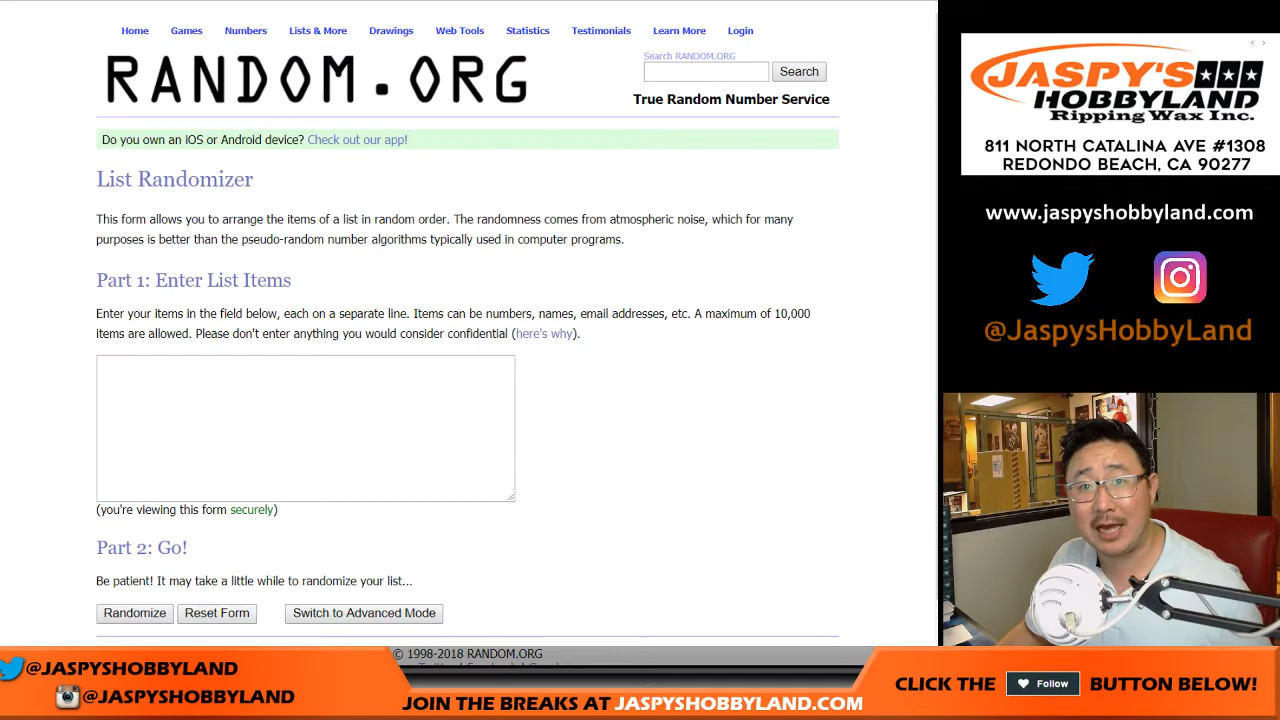 Home Games Numbers Lists & More Drawings Web Tools Statistics Testimonials Learn More Login
RANDOM.ORG
Search RANDOM.ORG
Search
True Random Number Service
Do you own an iOS or Android device? Check out our app!
List Randomizer
This form allows you to arrange the items of a list in random order. The randomness comes from atmospheric noise, which for many
purposes is better than the pseudo-random number algorithms typically used in computer programs.
Part 1: Enter List Items
Enter your items in the field below, each on a separate line. Items can be numbers, names, email addresses, etc. A maximum of 10,000
items are allowed. Please don't enter anything you would consider confidential (here's why).
(you're viewing this form securely)
Part 2: Go!
Be patient! It may take a little while to randomize your list...
Randomize Reset Form Switch to Advanced Mode
© 1998-2018 RANDOM.ORG
JASPY'S
HOBBYLAND
Ripping Wax Inc.
811 NORTH CATALINA AVE #1308
REDONDO BEACH, CA 90277
www.jaspyshobbyland.com
@JaspysHobbyLand
@JASPYSHOBBYLAND
@JASPYSHOBBYLAND
JOIN THE BREAKS AT JASPYSHOBBYLAND.COM
CLICK THE Follow BUTTON BELOW!